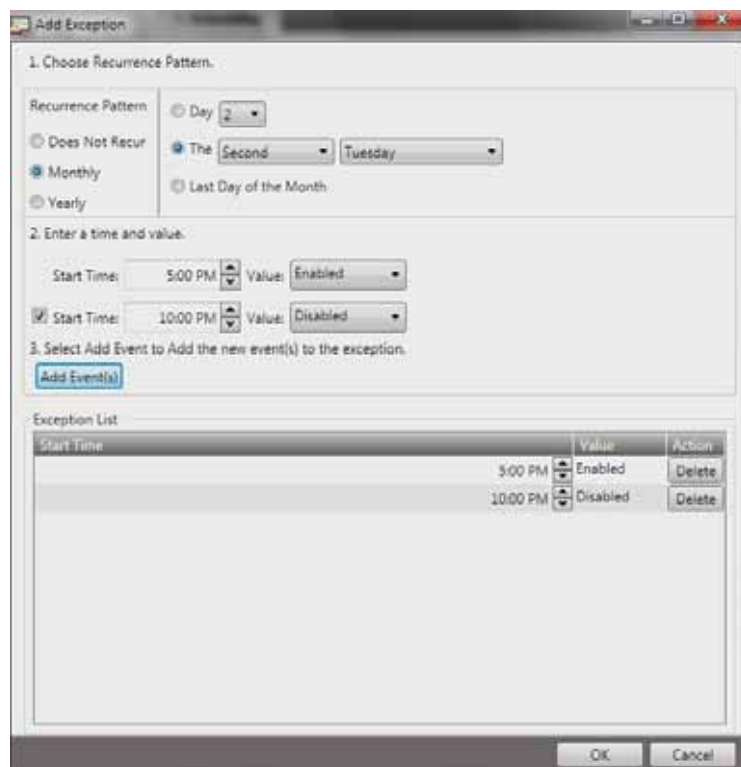 Add Exception
1. Choose Recurrence Pattern.
Recurrence Pattern
Does Not Recur
Monthly
Yearly
Day 2
The Second Tuesday
Last Day of the Month
2. Enter a time and value.
Start Time: 5:00 PM Value: Enabled
Start Time: 10:00 PM Value: Disabled
3. Select Add Event to Add the new event(s) to the exception.
Add Event(s)
Exception List
Start Time Value Action
5:00 PM Enabled Delete
10:00 PM Disabled Delete
OK Cancel